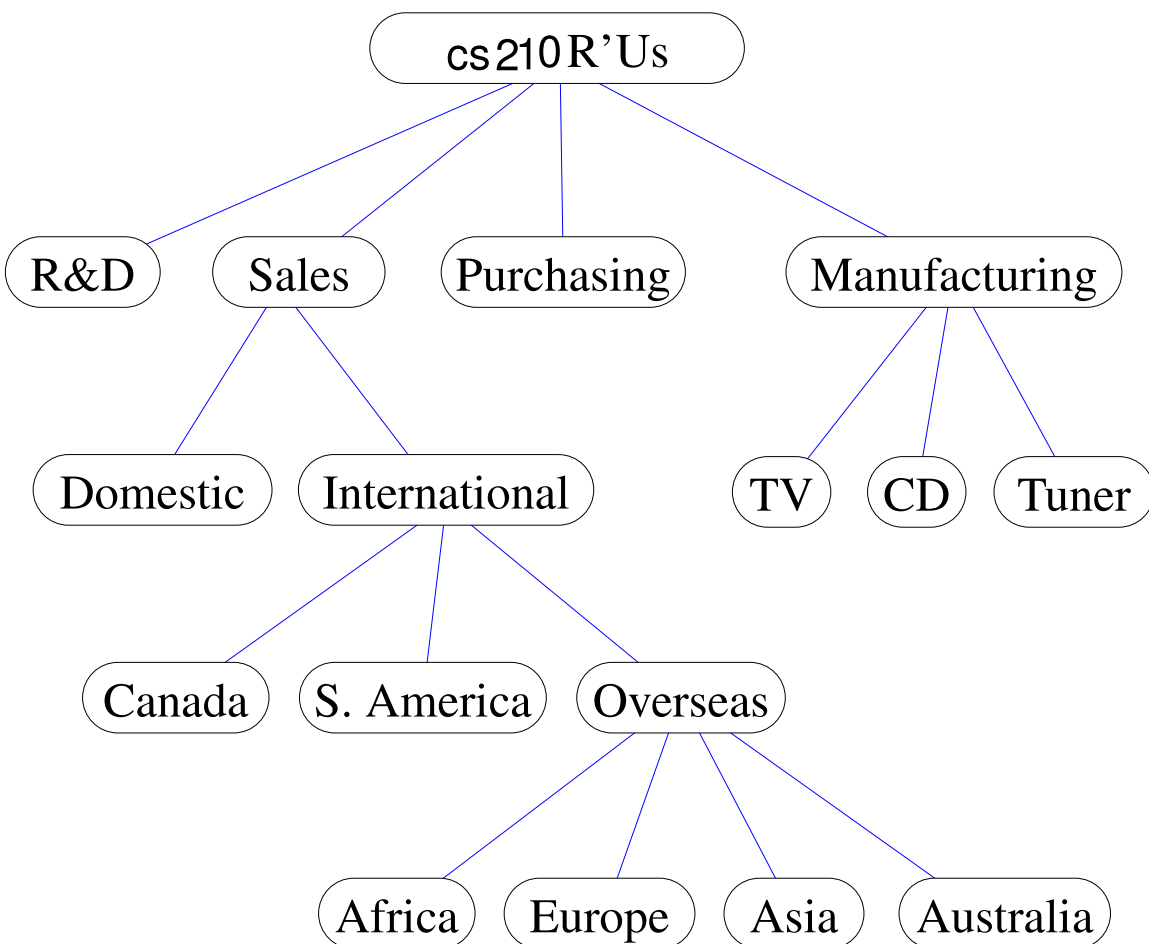 cs210 R’Us
R&D
Sales
Purchasing
Manufacturing
Domestic
International
TV
CD
Tuner
Canada
S. America
Overseas
Africa
Europe
Asia
Australia